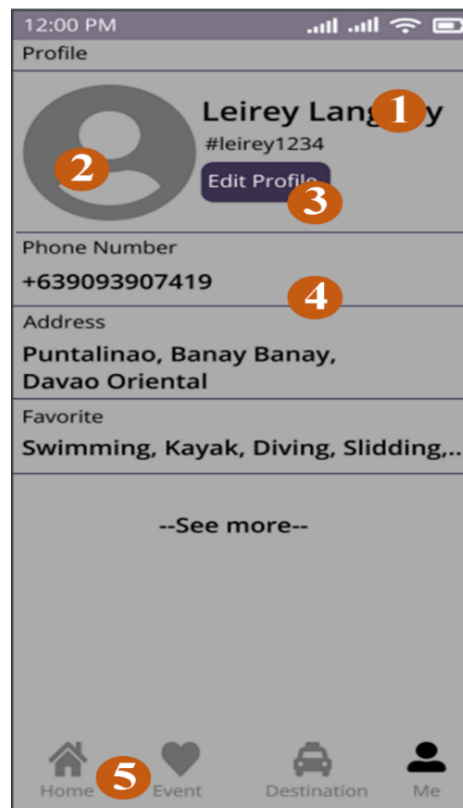 12:00 PM
Profile
Leirey Lang y
1
#leirey1234
2
Edit Profile
3
Phone Number
+639093907419
4
Address
Puntalinao, Banay Banay,
Davao Oriental
Favorite
Swimming, Kayak, Diving, Slidding,..
--See more--
5
Home Event Destination Me